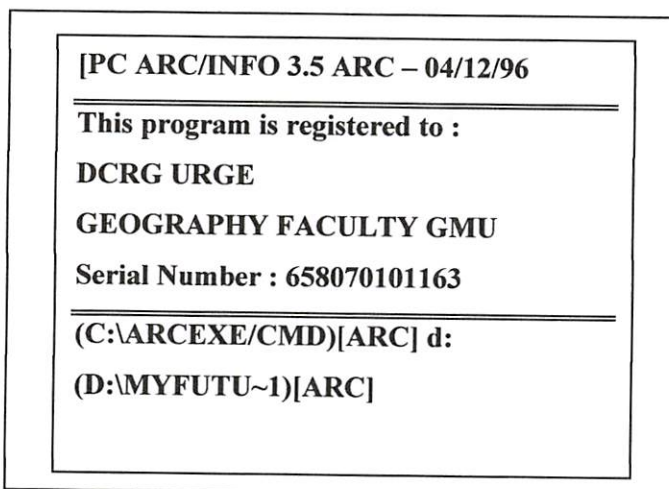 [PC ARC/INFO 3.5 ARC – 04/12/96
This program is registered to :
DCRG URGE
GEOGRAPHY FACULTY GMU
Serial Number : 658070101163
(C:\ARCEXE/CMD)[ARC] d:
(D:\MYFUTU~1)[ARC]